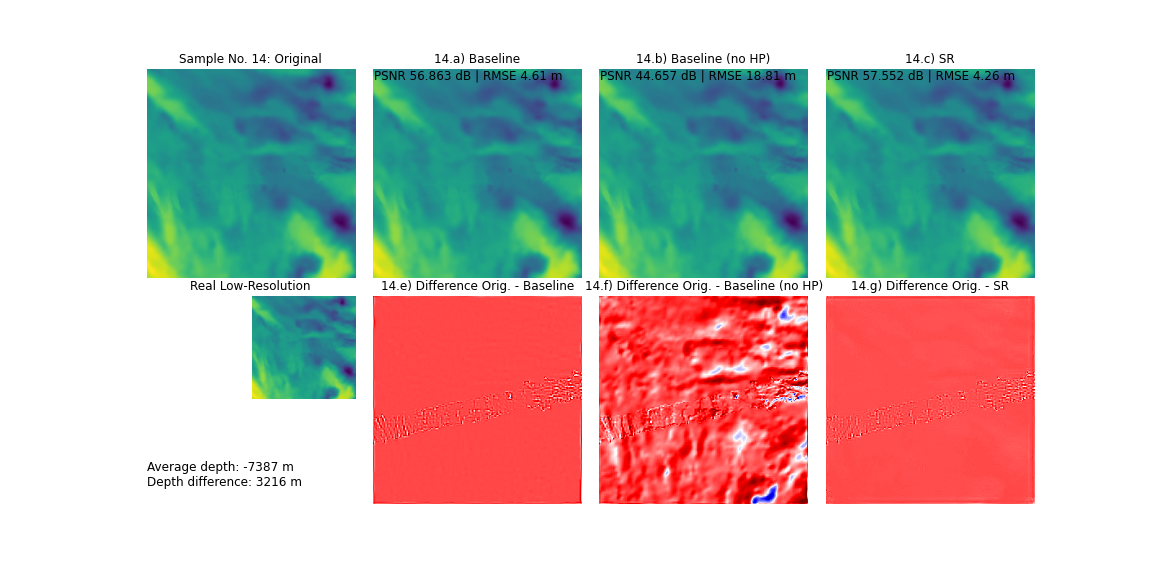 Sample No. 14: Original
14.a) Baseline
14.b) Baseline (no HP)
14.c) SR
PSNR 56.863 dB | RMSE 4.61 m
PSNR 44.657 dB | RMSE 18.81 m
PSNR 57.552 dB | RMSE 4.26 m
Real Low-Resolution
14.e) Difference Orig. - Baseline
14.f) Difference Orig. - Baseline (no HP)
14.g) Difference Orig. - SR
Average depth: -7387 m
Depth difference: 3216 m